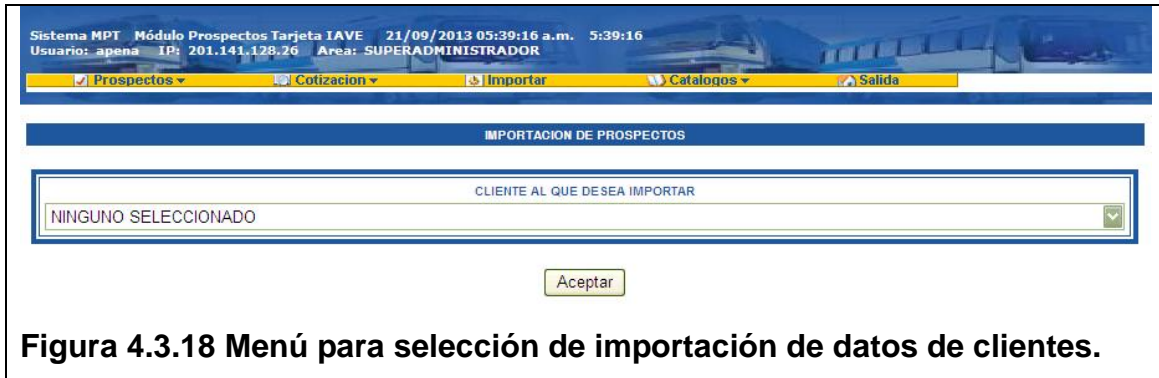 Sistema MPT Módulo Prospectos Tarjeta IAVE 21/09/2013 05:39:16 a.m. 5:39:16
Usuario: apena IP: 201.141.128.26 Area: SUPERADMINISTRADOR
Prospectos Cotizacion Importar Catalogos Salida
IMPORTACION DE PROSPECTOS
CLIENTE AL QUE DESEA IMPORTAR
NINGUNO SELECCIONADO
Aceptar
Figura 4.3.18 Menú para selección de importación de datos de clientes.